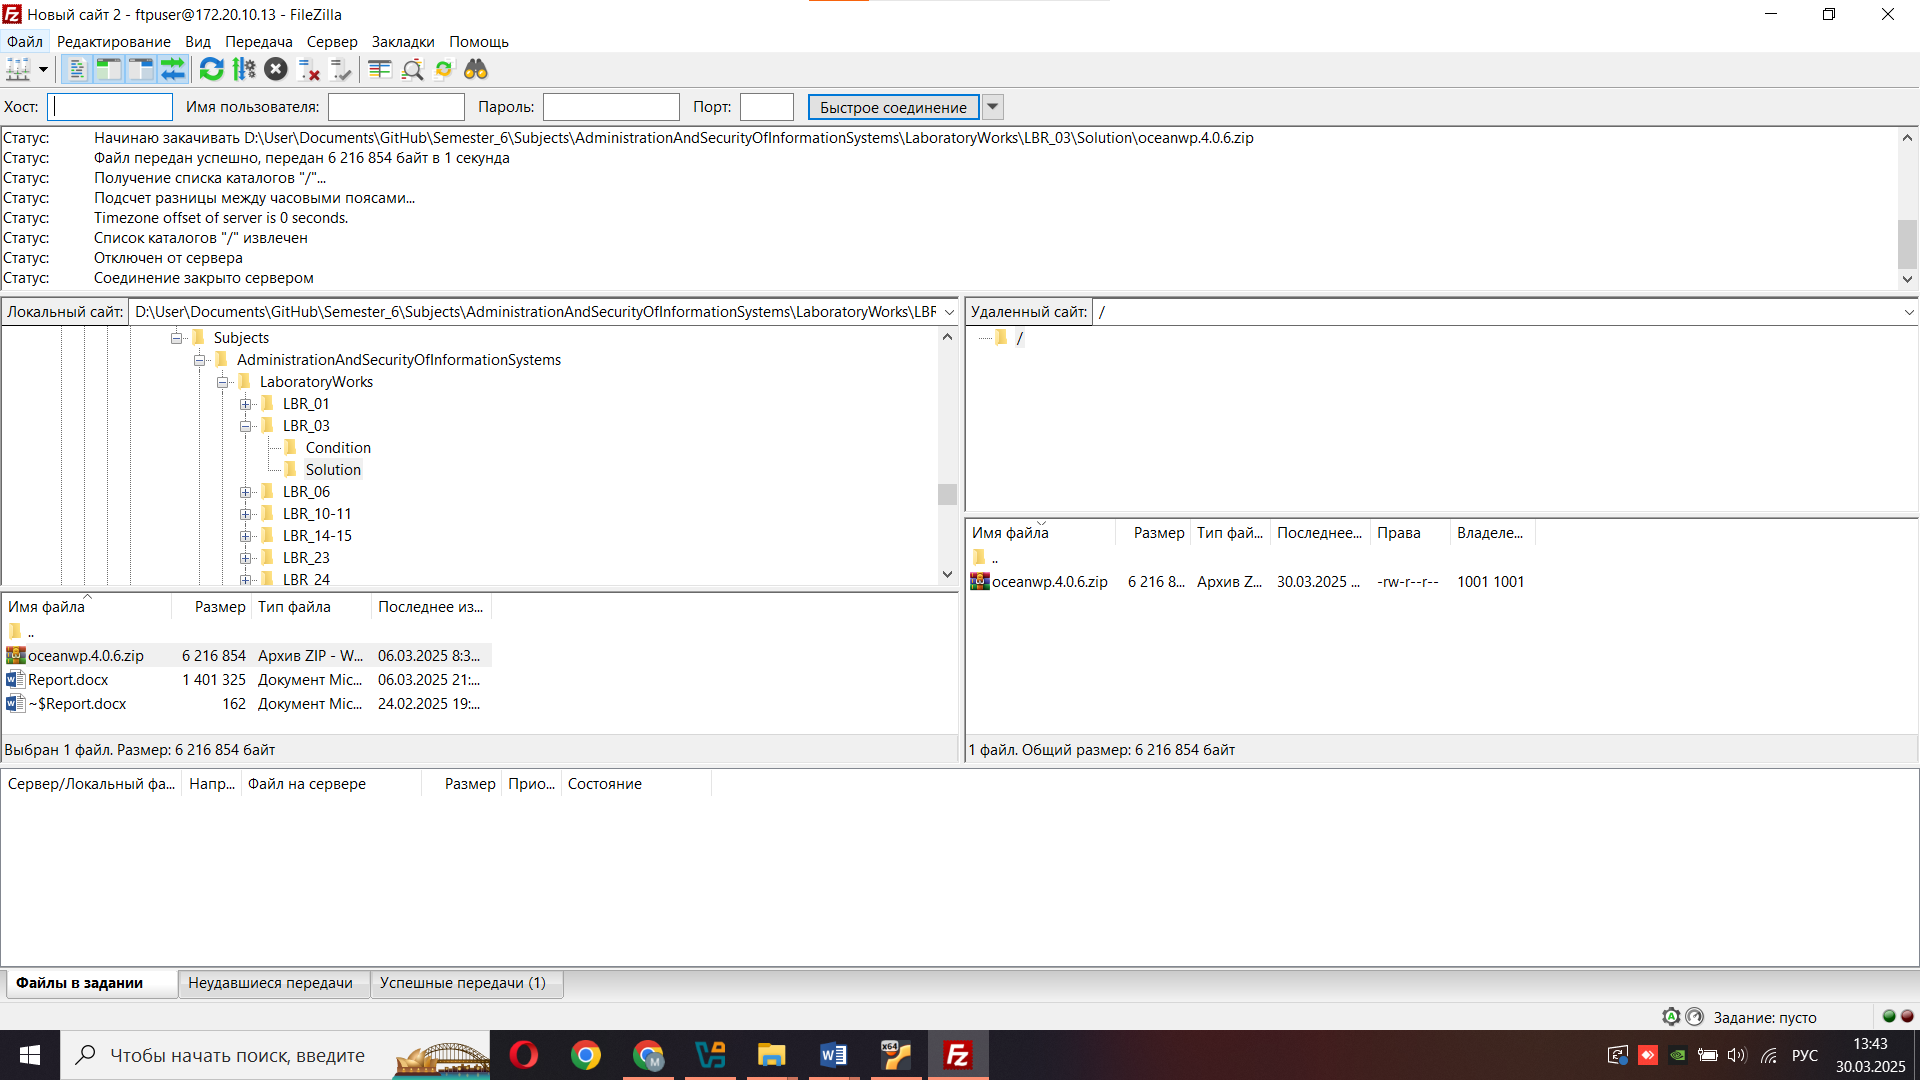 Новый сайт 2 - ftpuser@172.20.10.13 - FileZilla
Файл Редактирование Вид Передача Сервер Закладки Помощь
Хост: Имя пользователя: Пароль: Порт: Быстрое соединение
Статус: Начинаю закачивать D:\User\Documents\GitHub\Semester_6\Subjects\AdministrationAndSecurityOfInformationSystems\LaboratoryWorks\LBR_03\Solution\oceanwp.4.0.6.zip
Статус: Файл передан успешно, передан 6 216 854 байт в 1 секунда
Статус: Получение списка каталогов "/"...
Статус: Подсчет разницы между часовыми поясами...
Статус: Timezone offset of server is 0 seconds.
Статус: Список каталогов "/" извлечен
Статус: Отключен от сервера
Статус: Соединение закрыто сервером
Локальный сайт: D:\User\Documents\GitHub\Semester_6\Subjects\AdministrationAndSecurityOfInformationSystems\LaboratoryWorks\LBR
Subjects
AdministrationAndSecurityOfInformationSystems
LaboratoryWorks
LBR_01
LBR_03
Condition
Solution
LBR_06
LBR_10-11
LBR_14-15
LBR_23
LBR_24
Имя файла Размер Тип файла Последнее из...
..
oceanwp.4.0.6.zip 6 216 854 Архив ZIP - W... 06.03.2025 8:3...
Report.docx 1 401 325 Документ Mic... 06.03.2025 21:...
~$Report.docx 162 Документ Mic... 24.02.2025 19:...
Выбран 1 файл. Размер: 6 216 854 байт
Удаленный сайт: /
/
Имя файла Размер Тип фай... Последнее... Права Владеле...
..
oceanwp.4.0.6.zip 6 216 8... Архив Z... 30.03.2025 ... -rw-r--r-- 1001 1001
1 файл. Общий размер: 6 216 854 байт
Сервер/Локальный фа... Напр... Файл на сервере Размер Прио... Состояние
Файлы в задании Неудавшиеся передачи Успешные передачи (1)
Задание: пусто
Чтобы начать поиск, введите
M
x64
РУС
13:43
30.03.2025